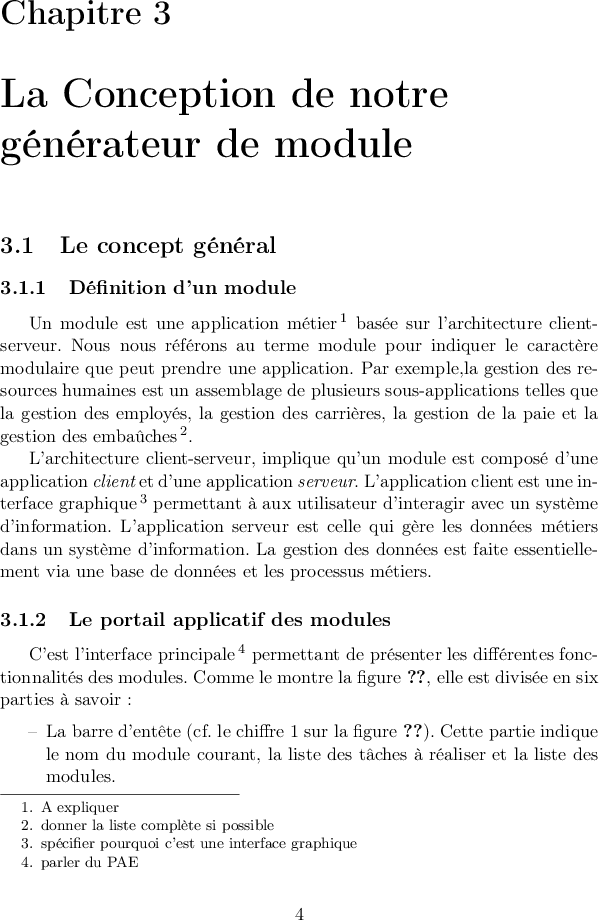 Chapitre 3
La Conception de notre
générateur de module
3.1 Le concept général
3.1.1 Définition d'un module
Un module est une application métier 1 basée sur l'architecture client-
serveur. Nous nous référons au terme module pour indiquer le caractère
modulaire que peut prendre une application. Par exemple,la gestion des res-
sources humaines est un assemblage de plusieurs sous-applications telles que
la gestion des employés, la gestion des carrières, la gestion de la paie et la
gestion des embaûches 2.
L'architecture client-serveur, implique qu'un module est composé d'une
application client et d'une application serveur. L'application client est une in-
terface graphique 3 permettant à aux utilisateur d'interagir avec un système
d'information. L'application serveur est celle qui gère les données métiers
dans un système d'information. La gestion des données est faite essentielle-
ment via une base de données et les processus métiers.
3.1.2 Le portail applicatif des modules
C'est l'interface principale 4 permettant de présenter les différentes fonc-
tionnalités des modules. Comme le montre la figure ??, elle est divisée en six
parties à savoir :
– La barre d'entête (cf. le chiffre 1 sur la figure ??). Cette partie indique
le nom du module courant, la liste des tâches à réaliser et la liste des
modules.
1. A expliquer
2. donner la liste complète si possible
3. spécifier pourquoi c'est une interface graphique
4. parler du PAE
4